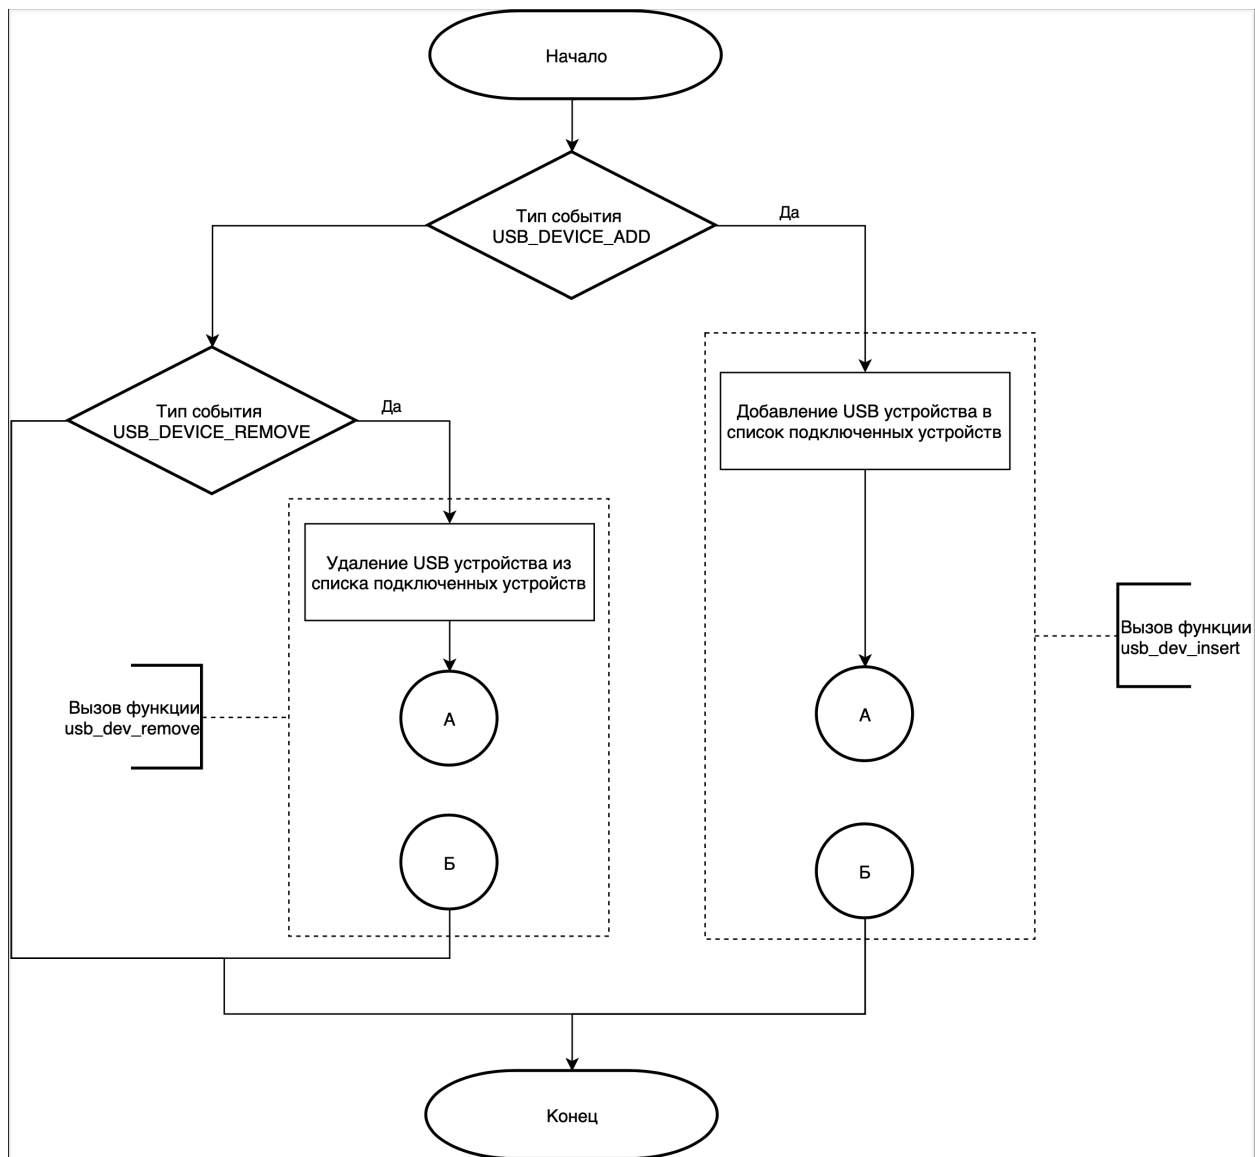 Начало
Тип события
USB_DEVICE_ADD
Да
Тип события
USB_DEVICE_REMOVE
Да
Добавление USB устройства в
список подключенных устройств
Удаление USB устройства из
списка подключенных устройств
Вызов функции
usb_dev_insert
Вызов функции
usb_dev_remove
А
А
Б
Б
Конец